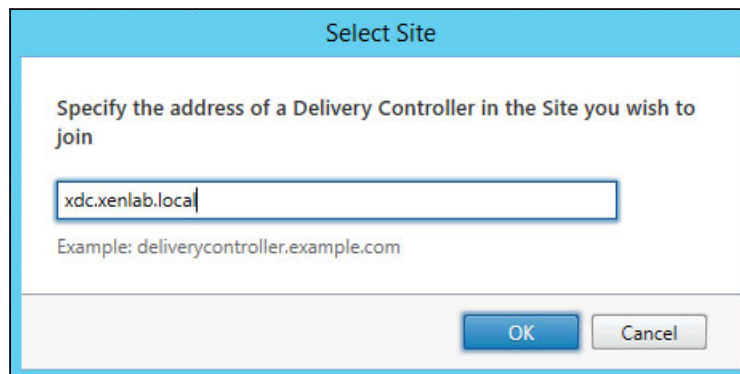 Select Site
Specify the address of a Delivery Controller in the Site you wish to
join
xdc.xenlab.local
Example: deliverycontroller.example.com
OK Cancel